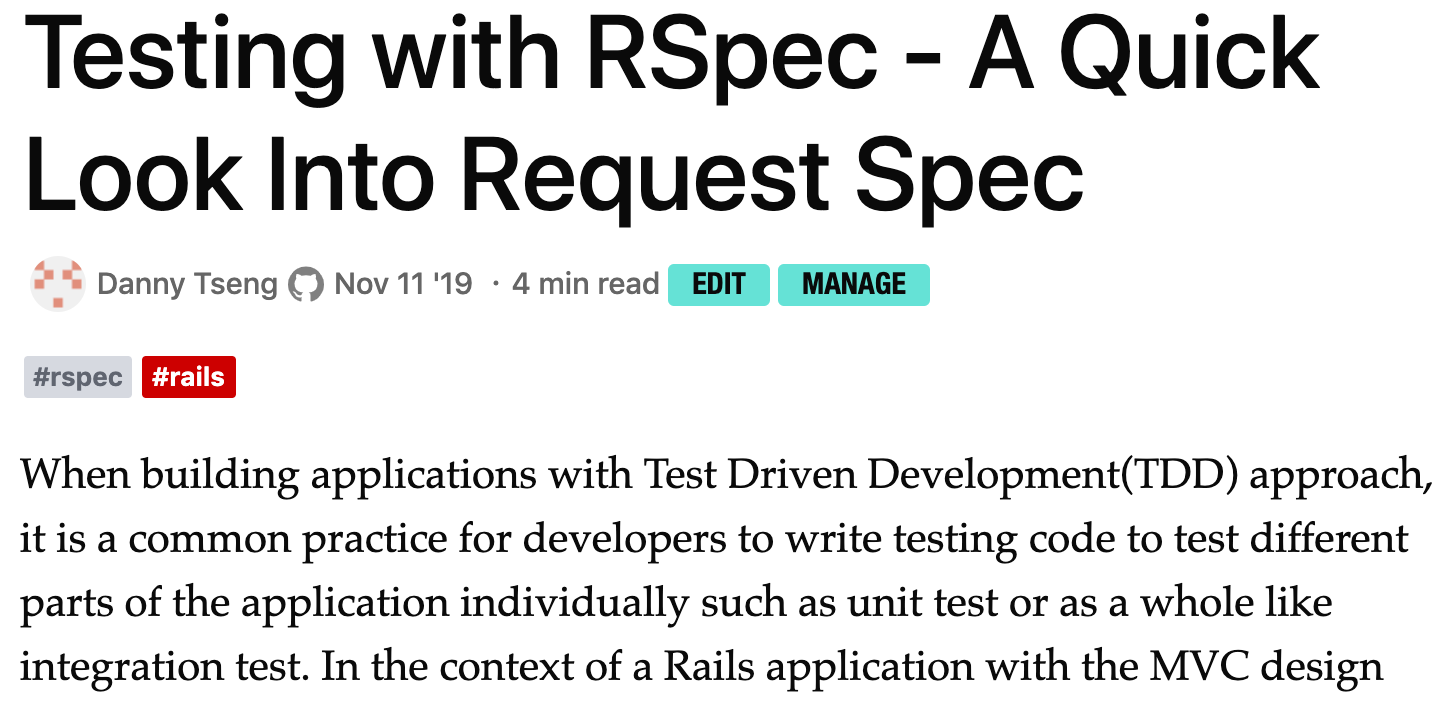 Testing with RSpec - A Quick
Look Into Request Spec
Danny Tseng Nov 11 '19 · 4 min read EDIT MANAGE
#rspec #rails
When building applications with Test Driven Development(TDD) approach,
it is a common practice for developers to write testing code to test different
parts of the application individually such as unit test or as a whole like
integration test. In the context of a Rails application with the MVC design